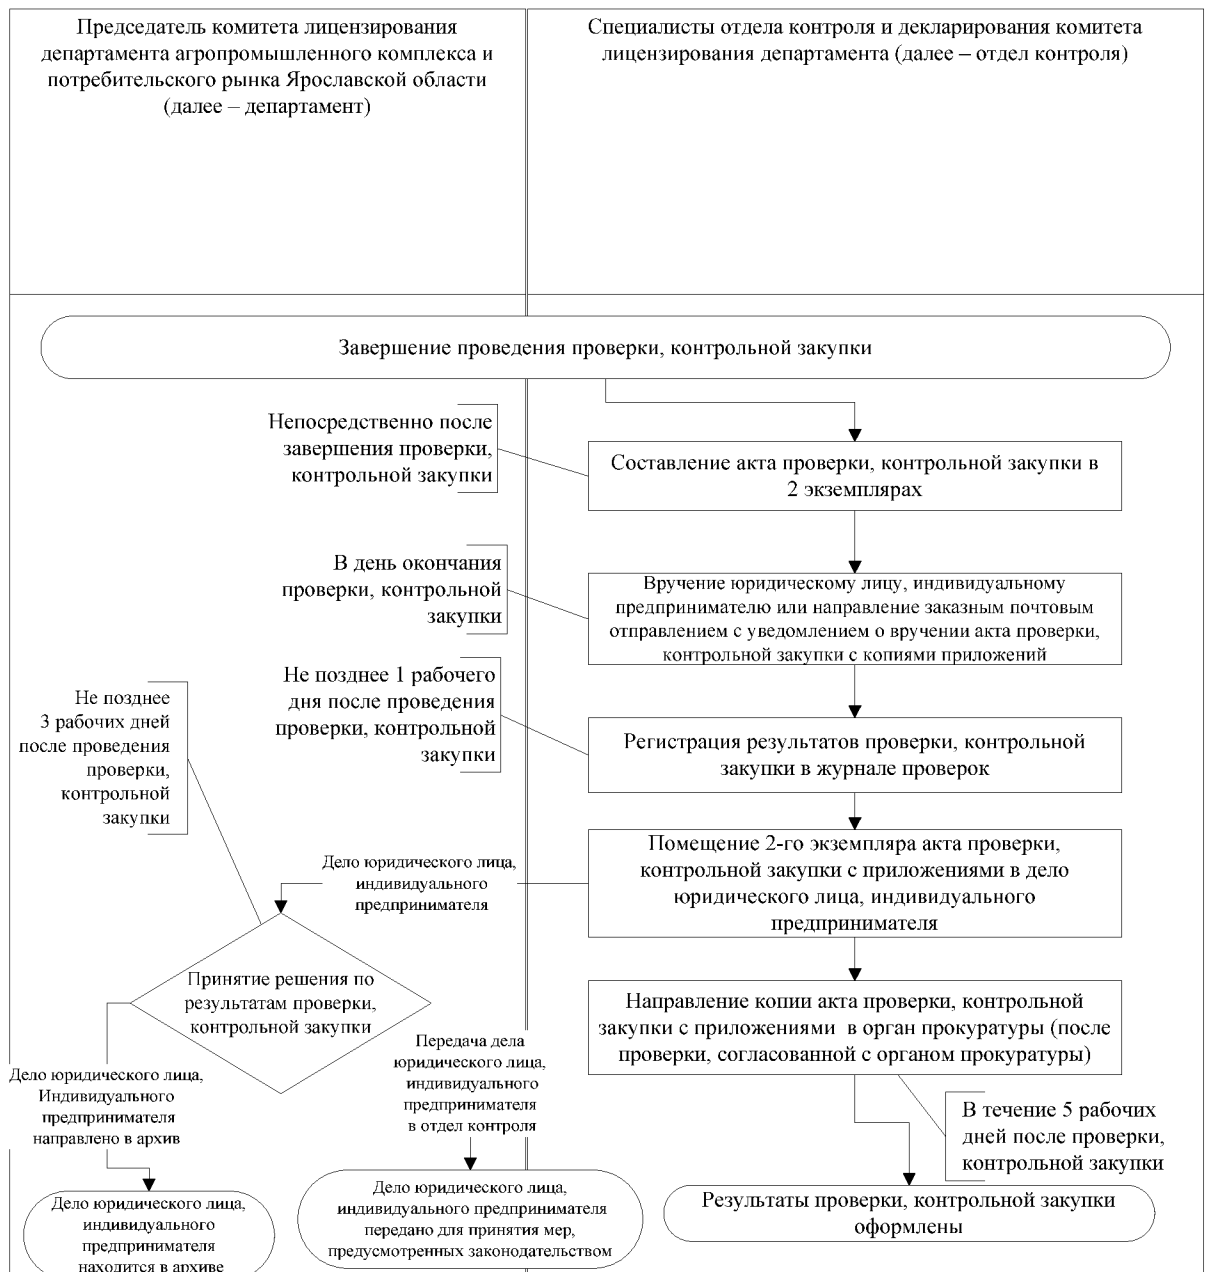 Председатель комитета лицензирования
департамента агропромышленного комплекса и
потребительского рынка Ярославской области
(далее – департамент)
Специалисты отдела контроля и декларирования комитета
лицензирования департамента (далее – отдел контроля)
Завершение проведения проверки, контрольной закупки
Непосредственно после
завершения проверки,
контрольной закупки
Составление акта проверки, контрольной закупки в
2 экземплярах
В день окончания
проверки, контрольной
закупки
Вручение юридическому лицу, индивидуальному
предпринимателю или направление заказным почтовым
отправлением с уведомлением о вручении акта проверки,
контрольной закупки с копиями приложений
Не позднее 1 рабочего
дня после проведения
проверки, контрольной
закупки
Регистрация результатов проверки, контрольной
закупки в журнале проверок
Не позднее
3 рабочих дней
после проведения
проверки,
контрольной
закупки
Помещение 2-го экземпляра акта проверки,
контрольной закупки с приложениями в дело
юридического лица, индивидуального
предпринимателя
Дело юридического лица,
индивидуального
предпринимателя
Принятие решения по
результатам проверки,
контрольной закупки
Направление копии акта проверки, контрольной
закупки с приложениями  в орган прокуратуры (после
проверки, согласованной с органом прокуратуры)
Передача дела
юридического лица,
индивидуального
предпринимателя
в отдел контроля
Дело юридического лица,
Индивидуального
предпринимателя
направлено в архив
В течение 5 рабочих
дней после проверки,
контрольной закупки
Дело юридического лица,
индивидуального
предпринимателя
находится в архиве
Дело юридического лица,
индивидуального предпринимателя
передано для принятия мер,
предусмотренных законодательством
Результаты проверки, контрольной закупки
оформлены